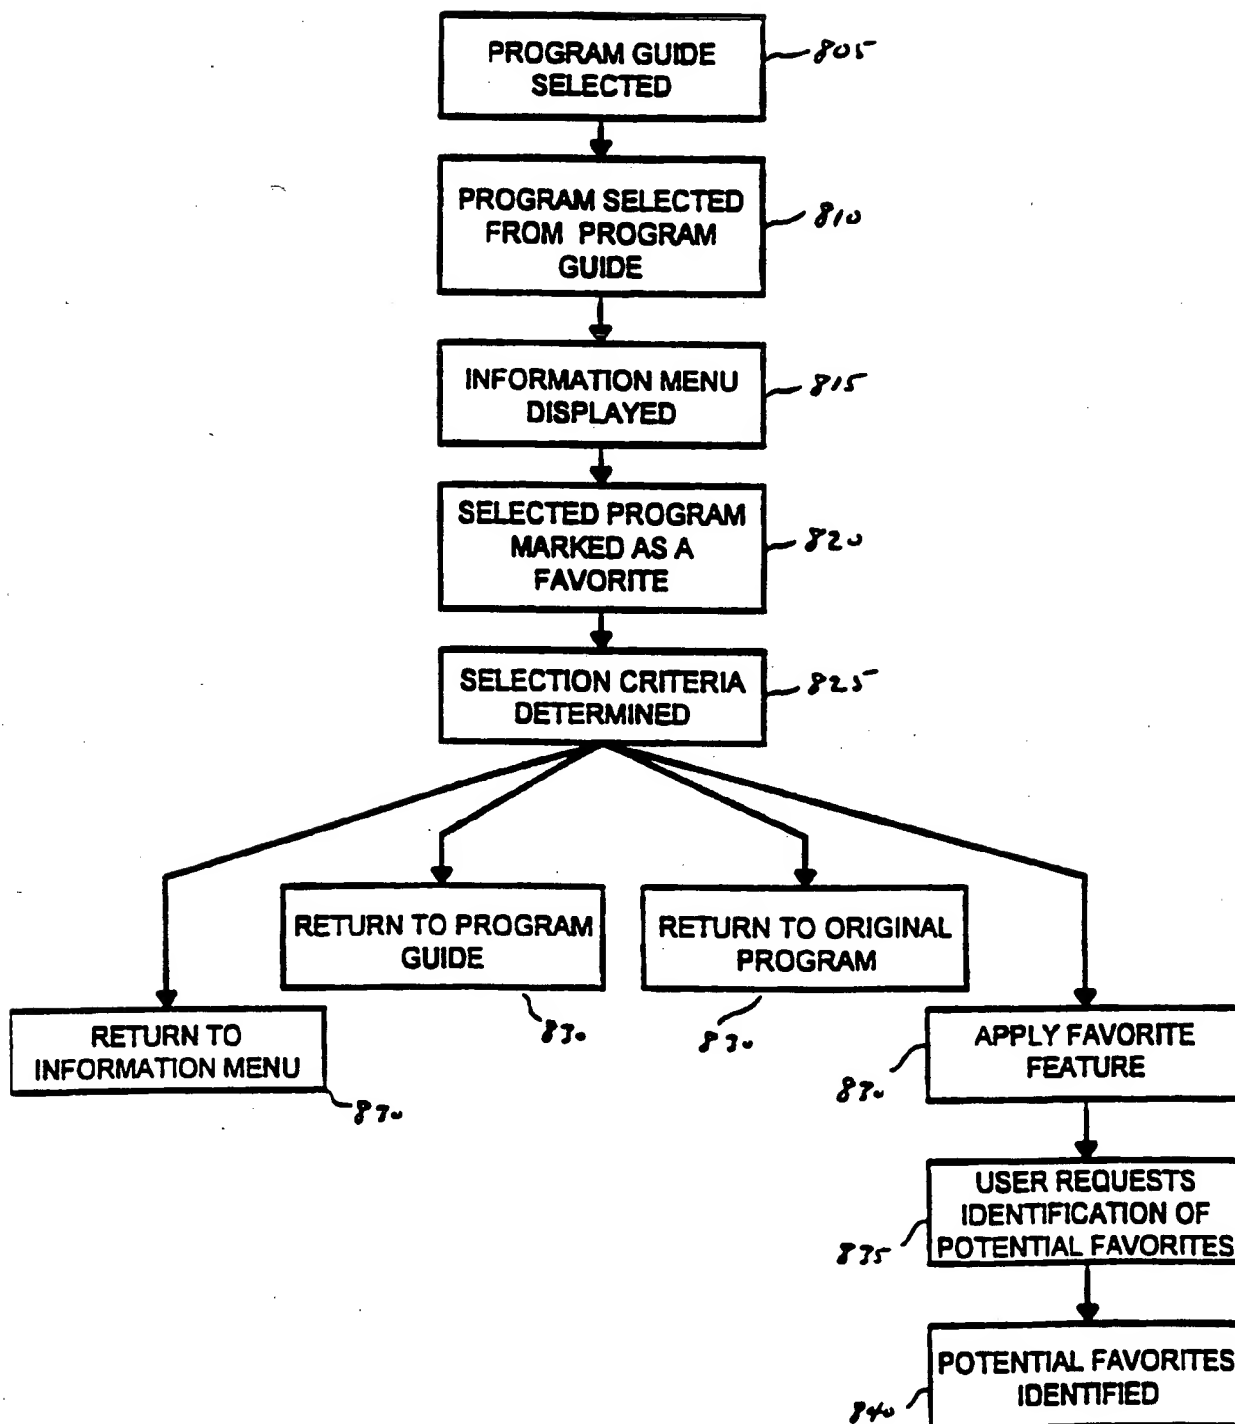 PROGRAM GUIDE
SELECTED
805
PROGRAM SELECTED
FROM PROGRAM
GUIDE
810
INFORMATION MENU
DISPLAYED
815
SELECTED PROGRAM
MARKED AS A
FAVORITE
820
SELECTION CRITERIA
DETERMINED
825
RETURN TO
INFORMATION MENU
830
RETURN TO PROGRAM
GUIDE
830
RETURN TO ORIGINAL
PROGRAM
830
APPLY FAVORITE
FEATURE
830
USER REQUESTS
IDENTIFICATION OF
POTENTIAL FAVORITES
835
POTENTIAL FAVORITES
IDENTIFIED
840